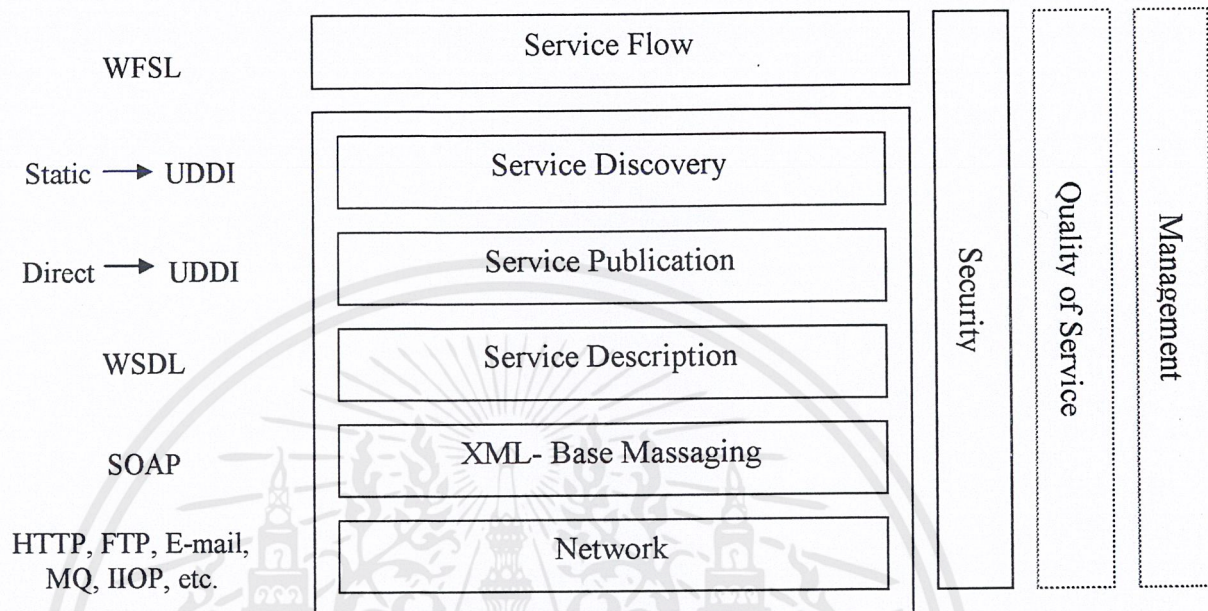 WFSL
Service Flow
Static → UDDI
Service Discovery
Direct → UDDI
Service Publication
WSDL
Service Description
SOAP
XML- Base Massaging
HTTP, FTP, E-mail,
MQ, IIOP, etc.
Network
Security
Quality of Service
Management